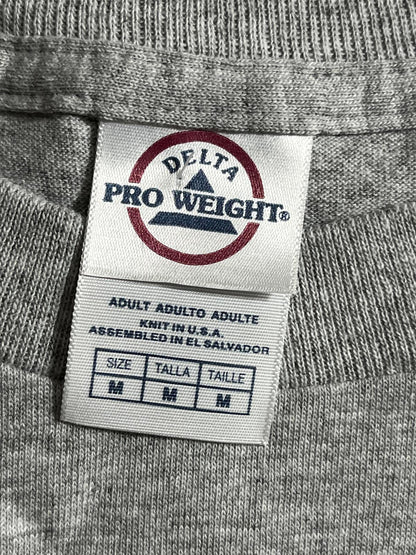 DELTA
PRO WEIGHT®
ADULT ADULTO ADULTE
KNIT IN U.S.A.
ASSEMBLED IN EL SALVADOR
SIZE TALLA TAILLE
M M M